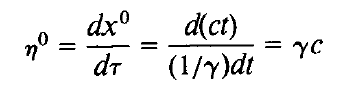 η⁰ = dx⁰/dτ = d(ct)/(1/γ)dt = γc